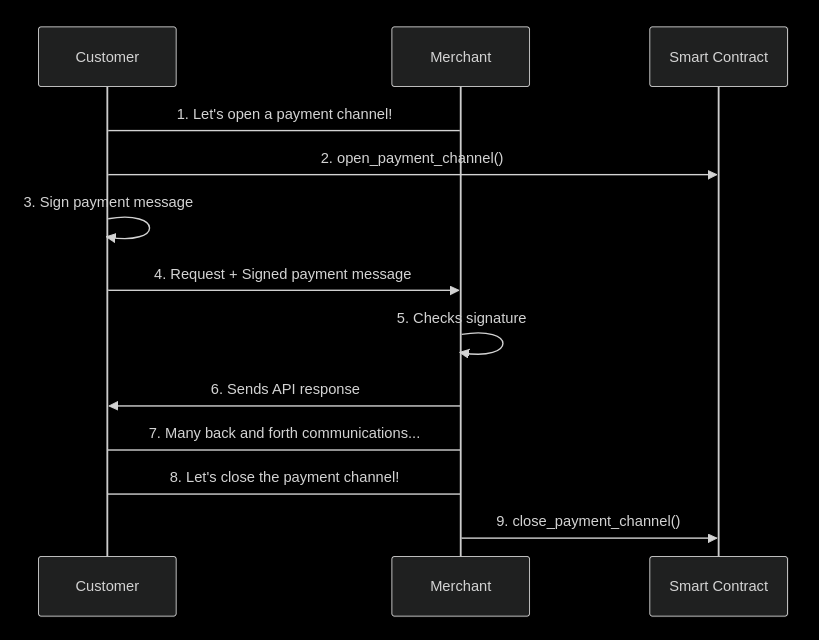 Customer
Merchant
Smart Contract
1. Let's open a payment channel!
2. open_payment_channel()
3. Sign payment message
4. Request + Signed payment message
5. Checks signature
6. Sends API response
7. Many back and forth communications...
8. Let's close the payment channel!
9. close_payment_channel()
Customer
Merchant
Smart Contract